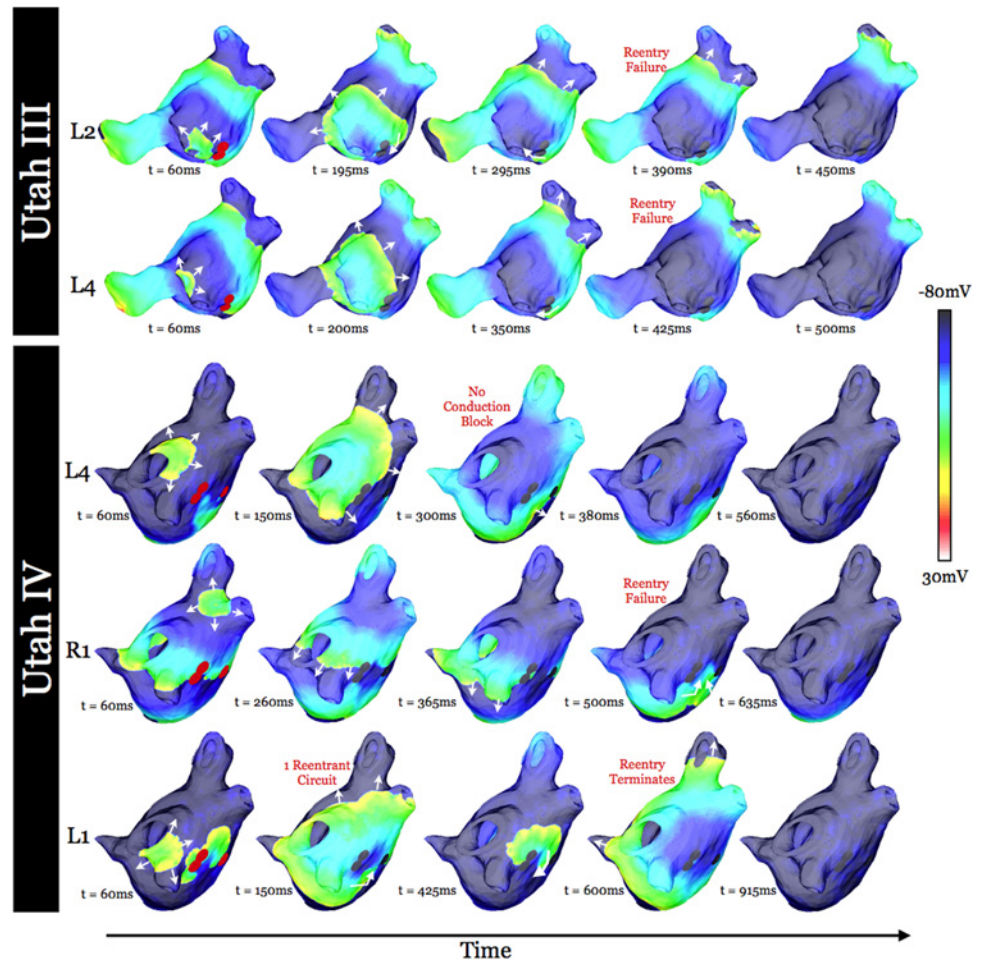 Utah III
Reentry
Failure
L2
t = 60ms
t = 195ms
t = 295ms
t = 390ms
t = 450ms
Reentry
Failure
L4
t = 60ms
t = 200ms
t = 350ms
t = 425ms
t = 500ms
-80mV
30mV
Utah IV
No
Conduction
Block
L4
t = 60ms
t = 150ms
t = 300ms
t = 380ms
t = 560ms
Reentry
Failure
R1
t = 60ms
t = 260ms
t = 365ms
t = 500ms
t = 635ms
1 Reentrant
Circuit
Reentry
Terminates
L1
t = 60ms
t = 150ms
t = 425ms
t = 600ms
t = 915ms
Time